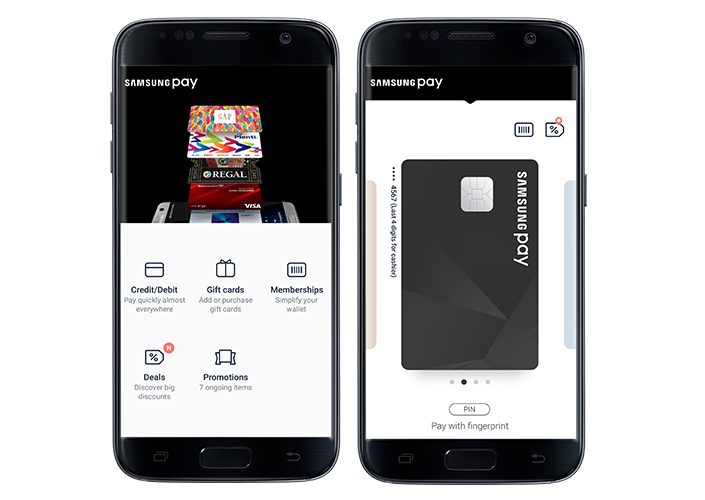 SAMSUNG
SAMSUNG pay
GAP
Plenti
REGAL
VISA
Credit/Debit
Pay quickly almost
everywhere
Gift cards
Add or purchase
gift cards
Memberships
Simplify your
wallet
N
Deals
Discover big
discounts
Promotions
7 ongoing items
SAMSUNG
SAMSUNG pay
•••• 4567 (Last 4 digits for cashier)
SAMSUNG pay
PIN
Pay with fingerprint